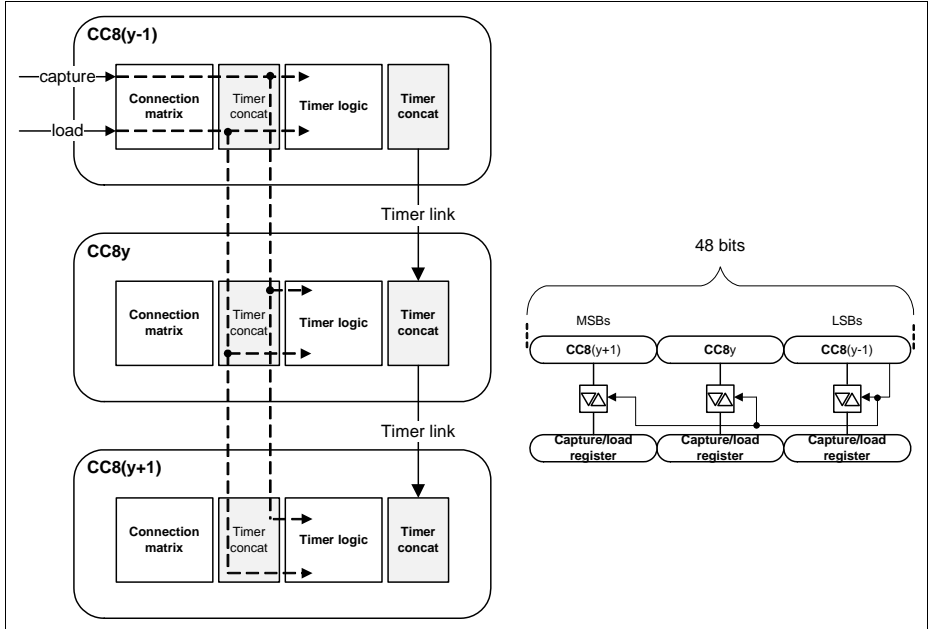 CC8(y-1)
capture
load
Connection
matrix
Timer
concat
Timer logic
Timer
concat
Timer link
CC8y
Connection
matrix
Timer
concat
Timer logic
Timer
concat
Timer link
CC8(y+1)
Connection
matrix
Timer
concat
Timer logic
Timer
concat
48 bits
MSBs
LSBs
CC8(y+1)
CC8y
CC8(y-1)
Capture/load
register
Capture/load
register
Capture/load
register